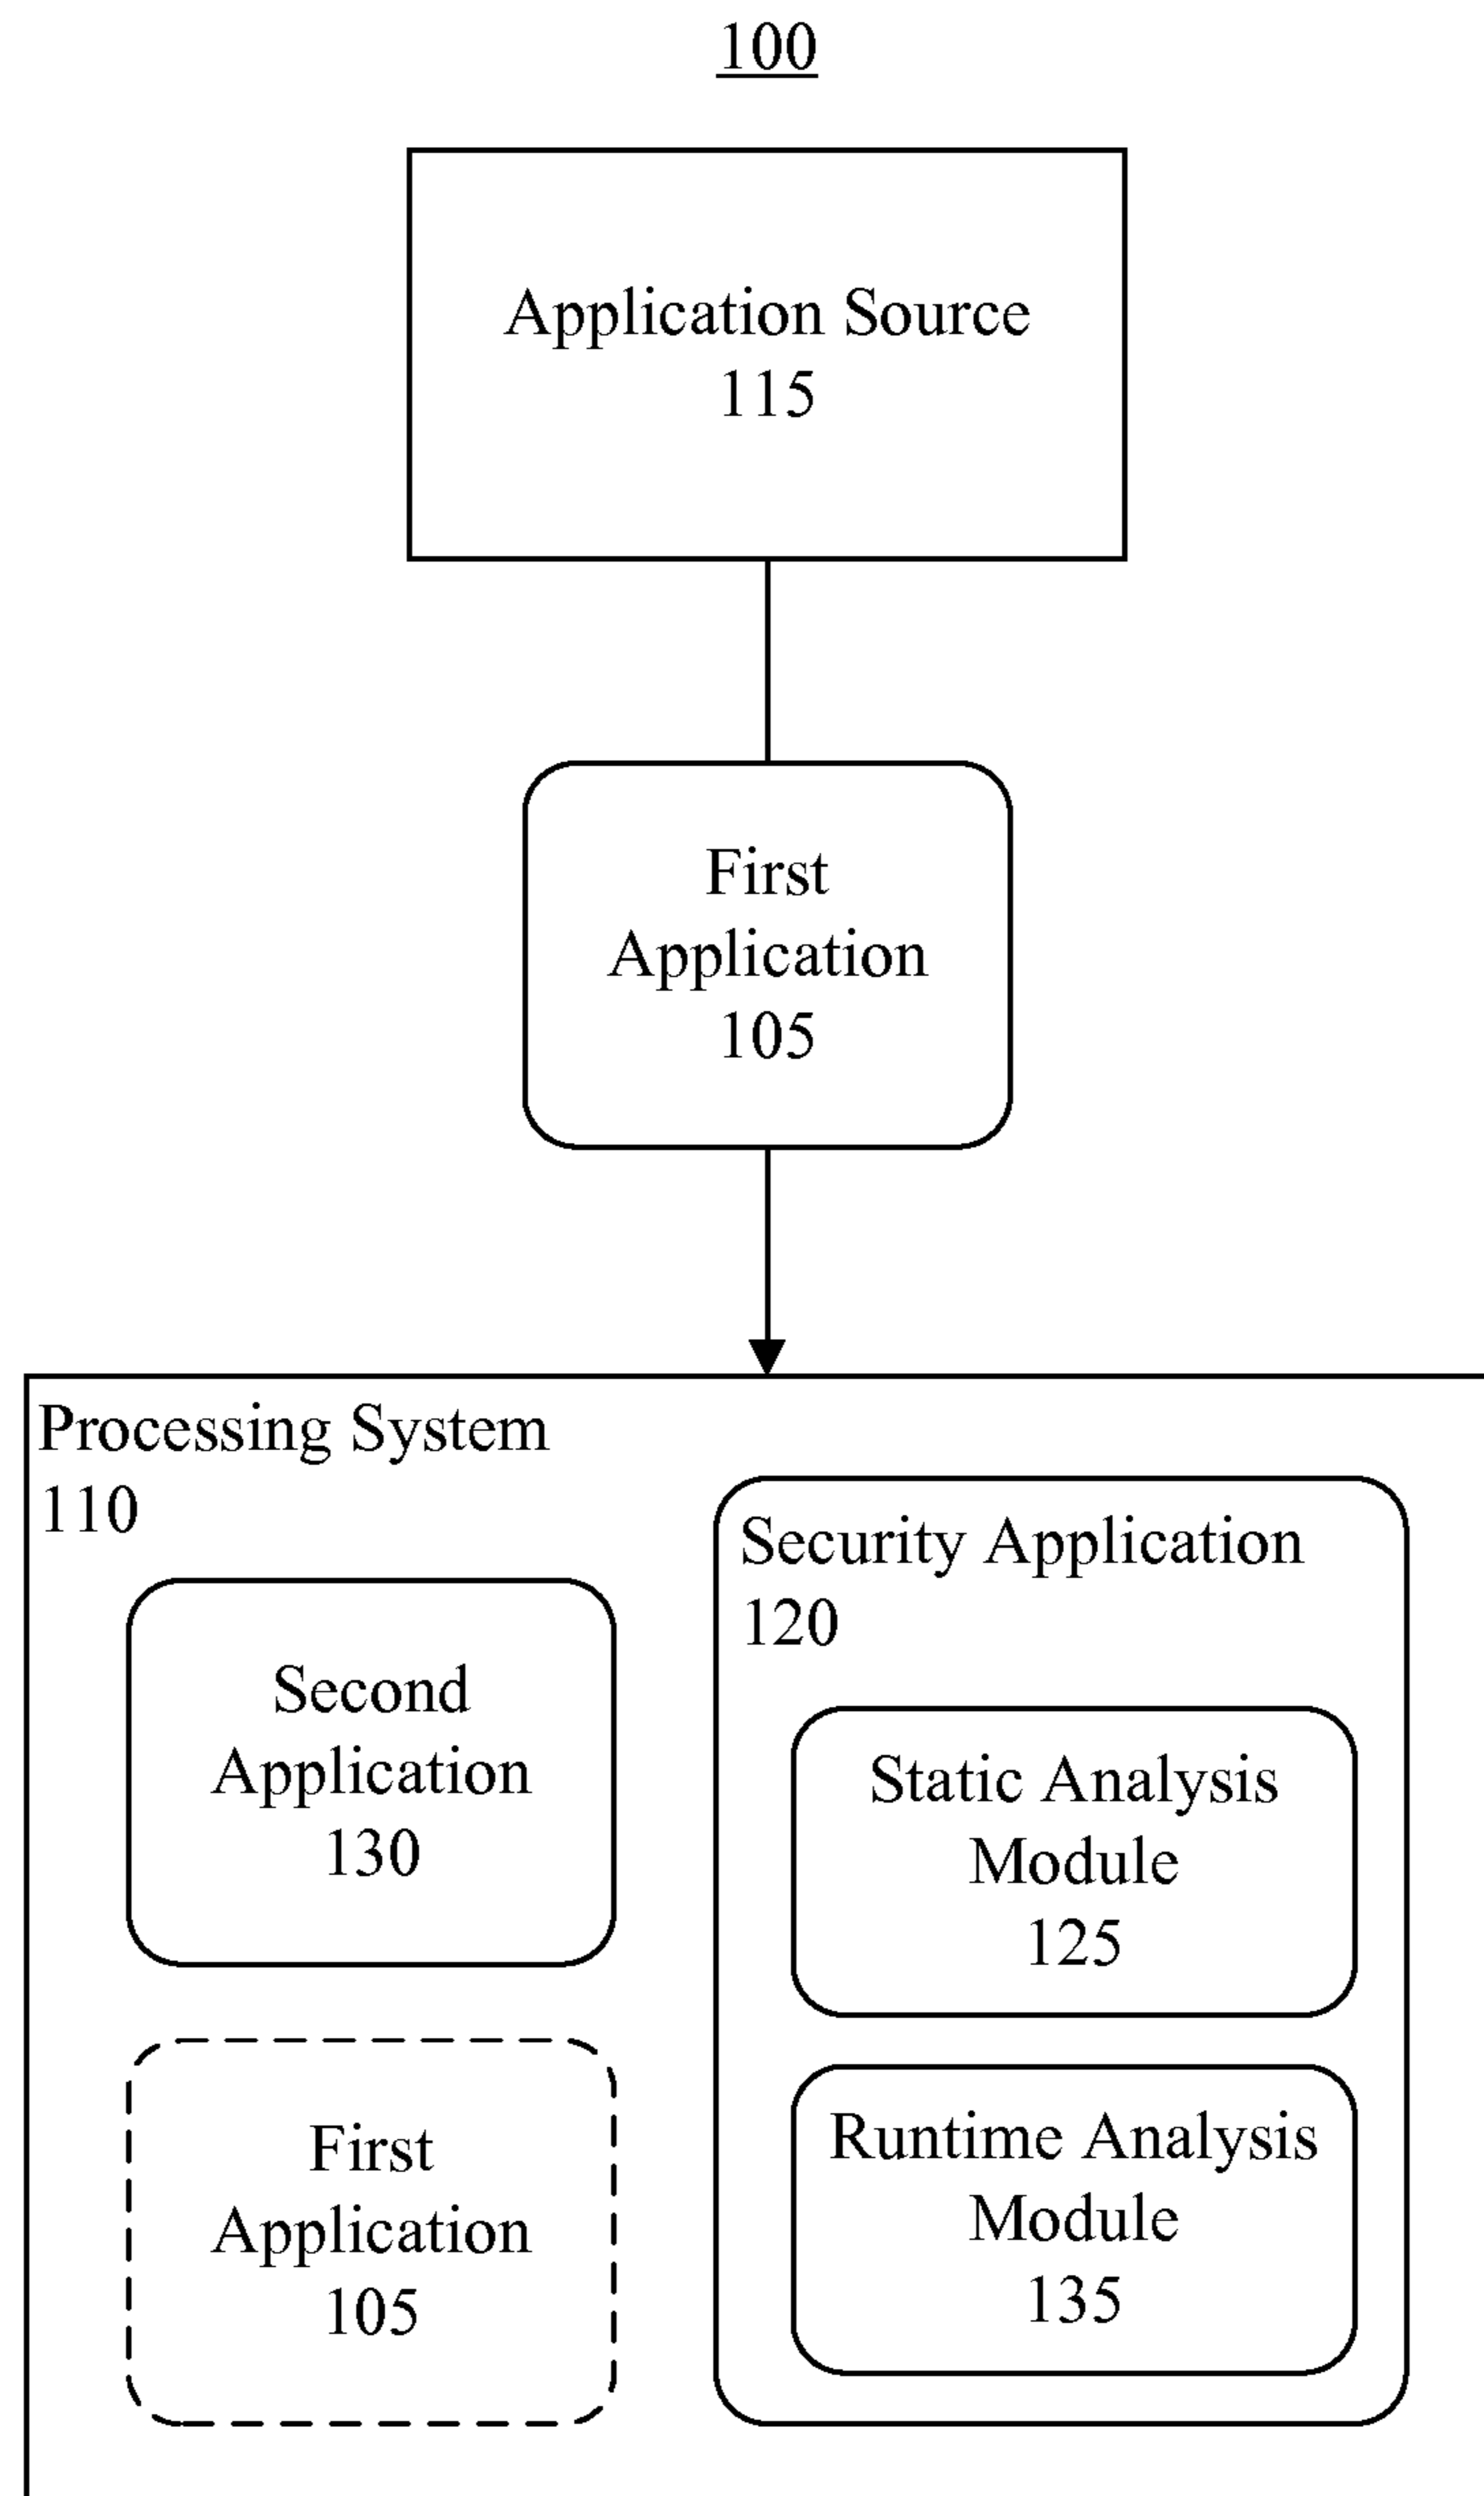 100
Application Source
115
First
Application
105
Processing System
110
Security Application
120
Second
Application
130
Static Analysis
Module
125
First
Application
105
Runtime Analysis
Module
135